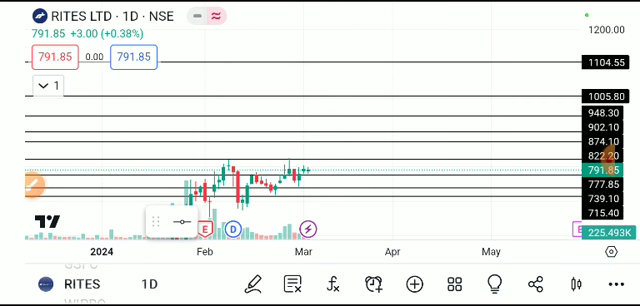 RITES LTD · 1D · NSE
791.85 +3.00 (+0.38%)
791.85 0.00 791.85
1
1200.00
1104.55
1005.80
948.30
902.10
874.10
822.20
791.85
777.85
739.10
715.40
225.493K
E D E
2024 Feb Mar Apr May
RITES 1D
WIPRO